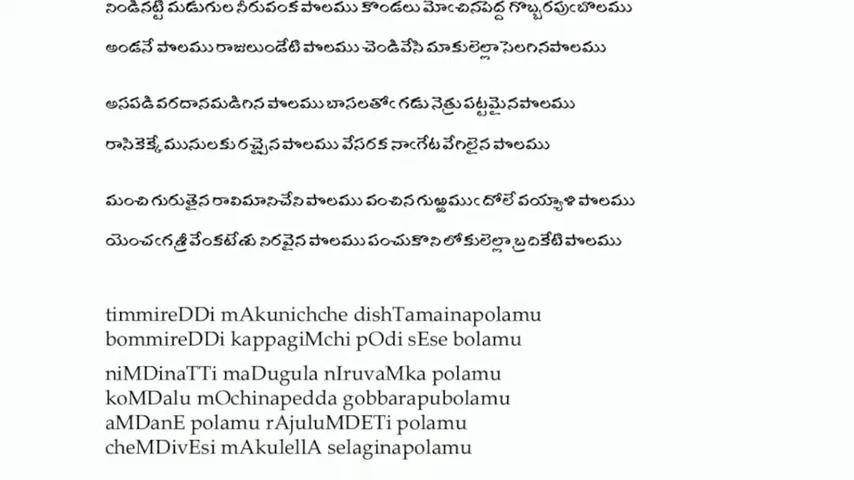 నిండినట్టి మడుగుల నీరువంక పొలము కొండలు మోఁచినపెద్ద గొబ్బరపుఁబొలము
అండనే పొలము రాజులుండేటి పొలము చెండివేసి మాకులెల్లా సెలగినపొలము
అసపడి వరదానమడిగిన పొలము బాసలతోఁ గడు నెత్రు పట్టమైనపొలము
రాసికెక్కే మునులకు రచ్చైన పొలము వేసరక నాఁగేట వేగిలైన పొలము
మంచి గురుతైన రావిమానిచేని పొలము వంచిన గుఱ్ఱముఁ దోలే వయ్యాళి పొలము
యెంచఁగ శ్రీ వేంకటేశు నిరవైన పొలము పంచుకొని లోకులెల్లా బ్రదికేటి పొలము
timmireDDi mAkunichche dishTamainapolamu
bommireDDi kappagiMchi pOdi sEse bolamu
niMDinaTTi maDugula nIruvaMka polamu
koMDalu mOchinapedda gobbarapubolamu
aMDanE polamu rAjuluMDETi polamu
cheMDivEsi mAkulellA selaginapolamu